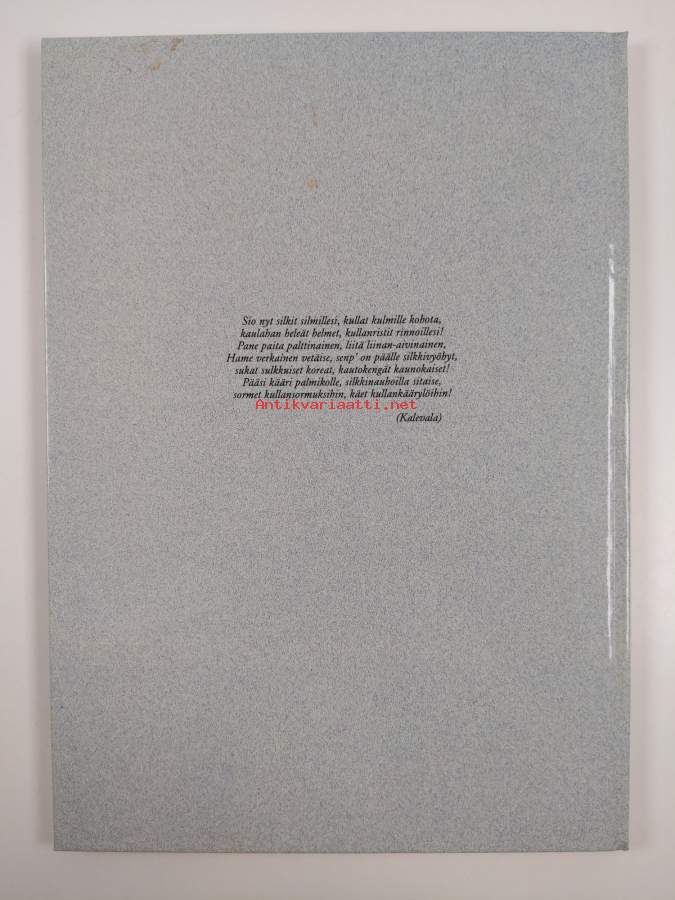 Sio nyt silkit silmillesi, kullat kulmille kohota,
kaulahan heleät helmet, kullanristit rinnoillesi!
Pane paita palttinainen, liitä liinan-aivinainen,
Hame verkainen vetäise, senp' on päälle silkkivyöhyt,
sukat sulkkuiset koreat, kautokengät kaunokaiset!
Pääsi kääri palmikolle, silkkinauhoilla sitaise,
sormet kullansormuksihin, käet kullankäärylöihin!
Antikvariaatti.net
(Kalevala)